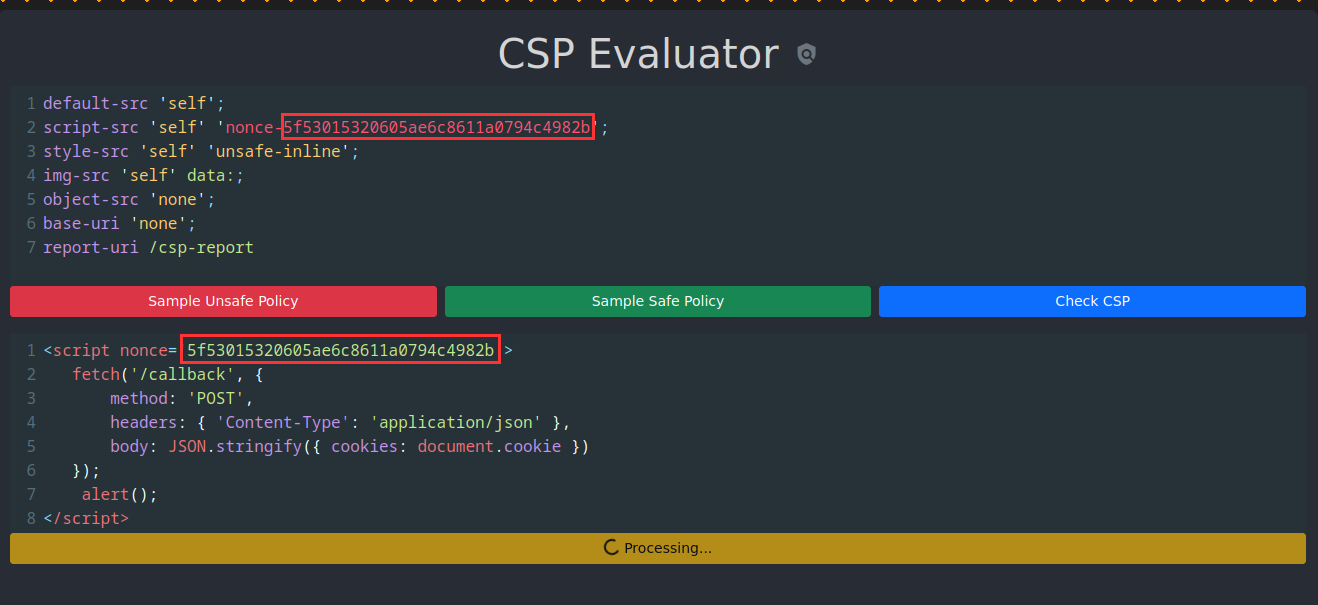 CSP Evaluator
1 default-src 'self';
2 script-src 'self' 'nonce-5f53015320605ae6c8611a0794c4982b';
3 style-src 'self' 'unsafe-inline';
4 img-src 'self' data:;
5 object-src 'none';
6 base-uri 'none';
7 report-uri /csp-report
Sample Unsafe Policy
Sample Safe Policy
Check CSP
1 <script nonce= 5f53015320605ae6c8611a0794c4982b >
2 fetch('/callback', {
3 method: 'POST',
4 headers: { 'Content-Type': 'application/json' },
5 body: JSON.stringify({ cookies: document.cookie })
6 });
7 alert();
8 </script>
Processing...